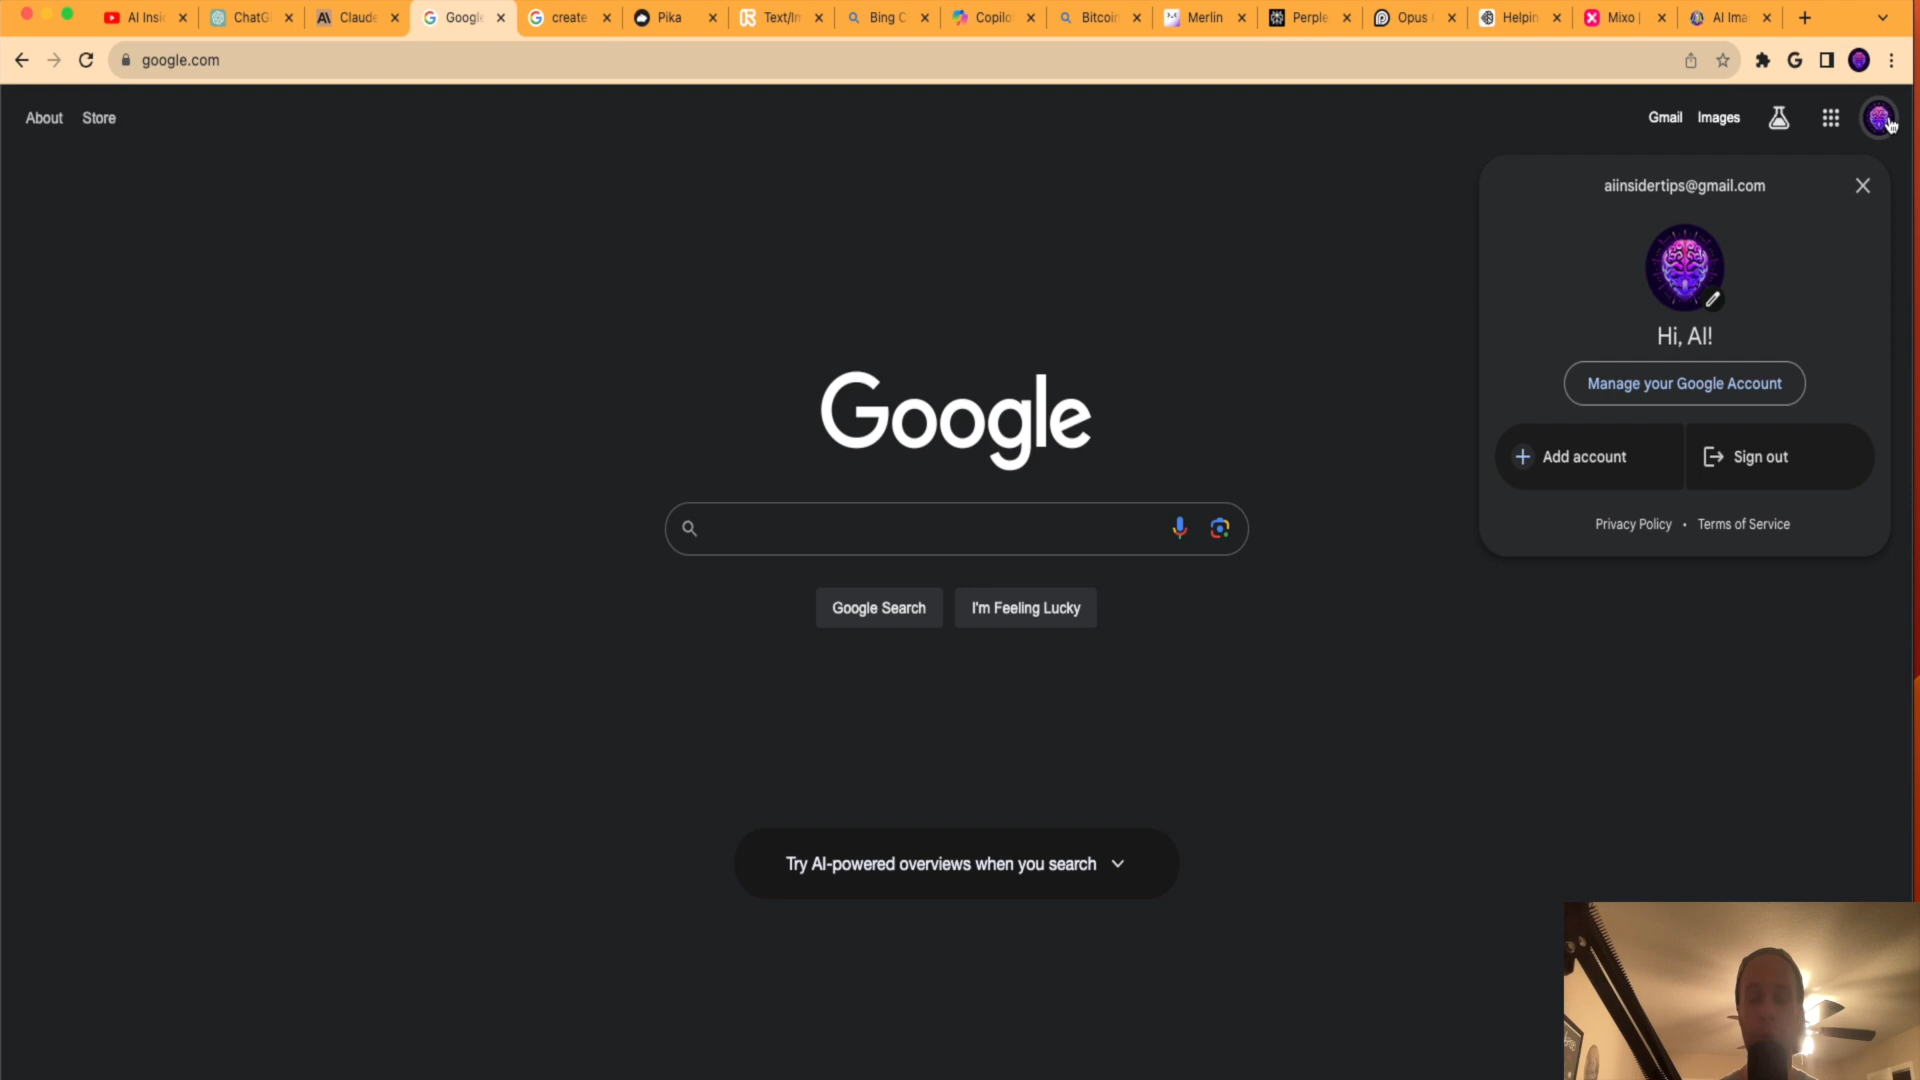 AI Insi
ChatG
Claude
Google
create
Pika
Text/Im
Bing C
Copilo
Bitcoin
Merlin
Perple
Opus
Helpin
Mixo |
AI Ima
google.com
About
Store
Gmail
Images
aiinsidertips@gmail.com
Hi, AI!
Manage your Google Account
Add account
Sign out
Privacy Policy • Terms of Service
Google
Google Search
I'm Feeling Lucky
Try AI-powered overviews when you search